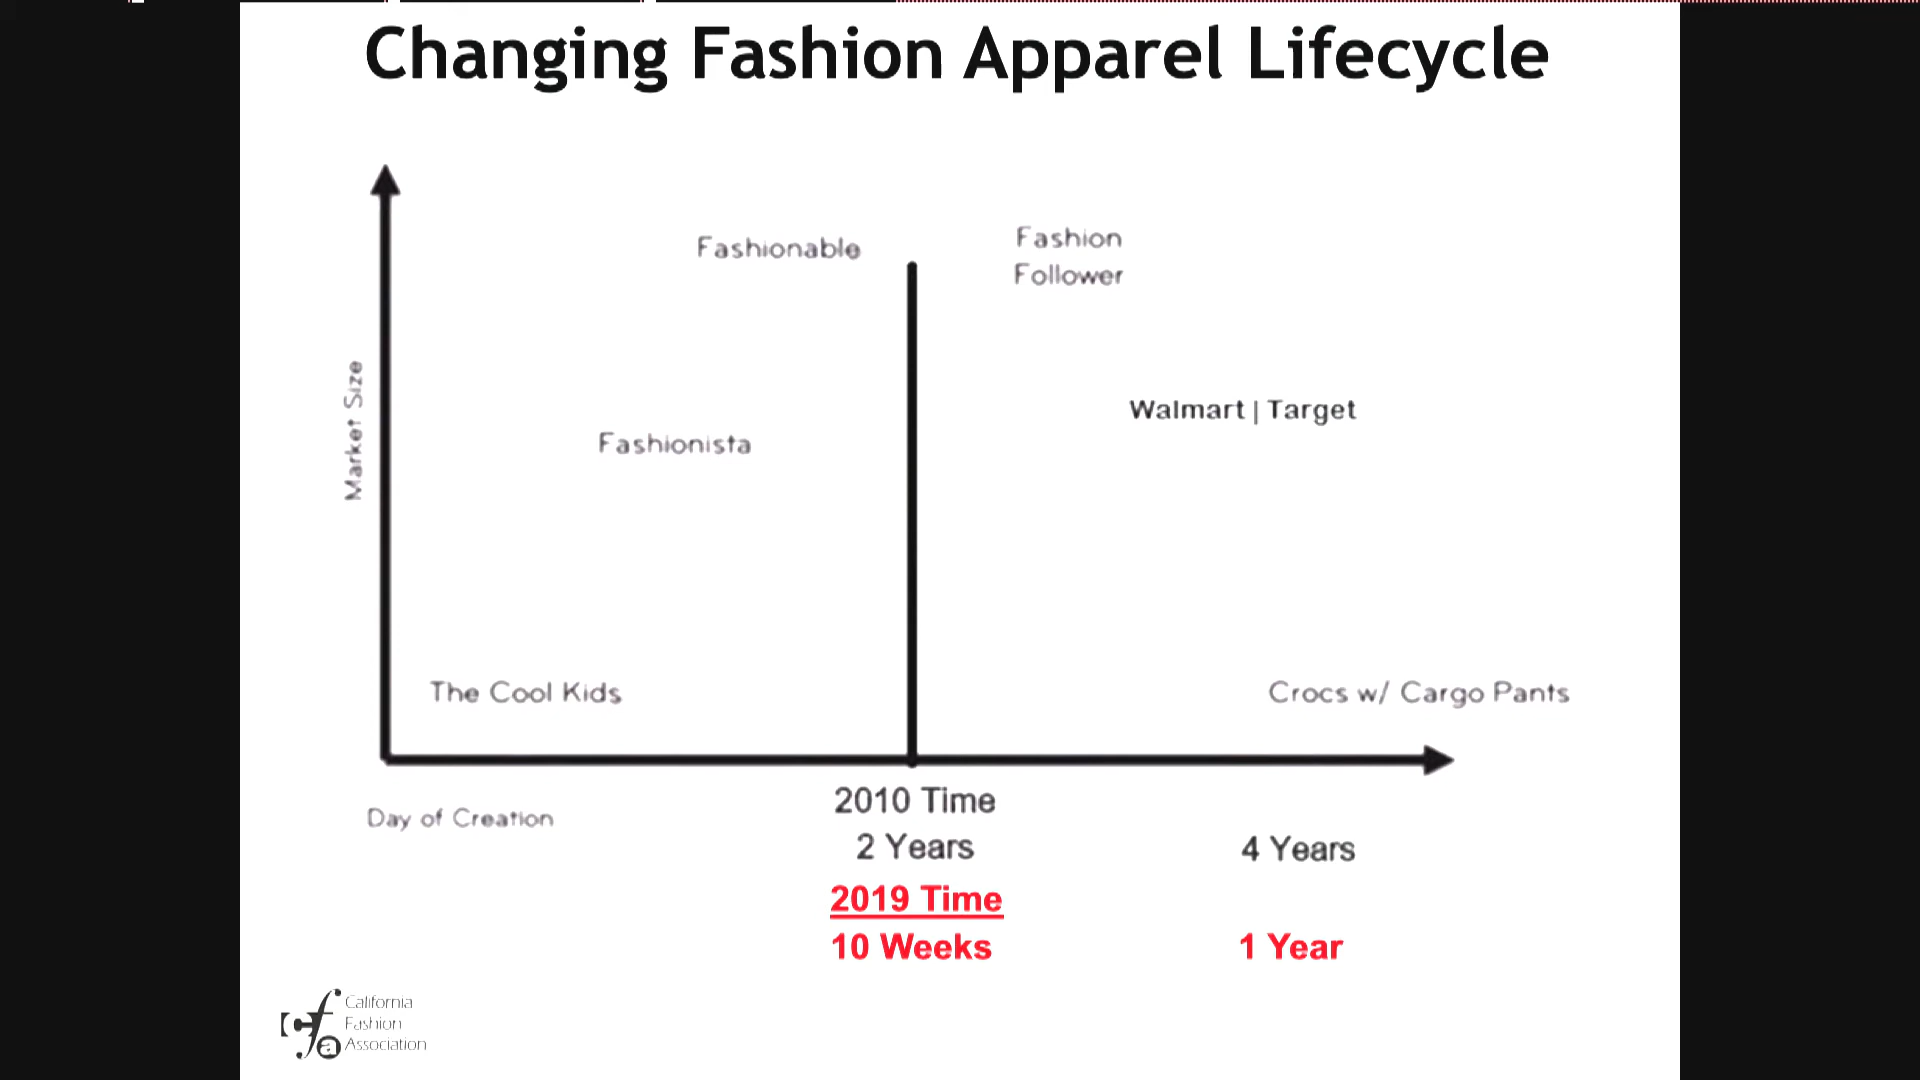 Changing Fashion Apparel Lifecycle
Fashionable
Fashion
Follower
Walmart | Target
Market Size
Fashionista
The Cool Kids
Crocs w/ Cargo Pants
Day of Creation
2010 Time
2 Years
4 Years
2019 Time
10 Weeks
1 Year
cfa
California
Fashion
Association